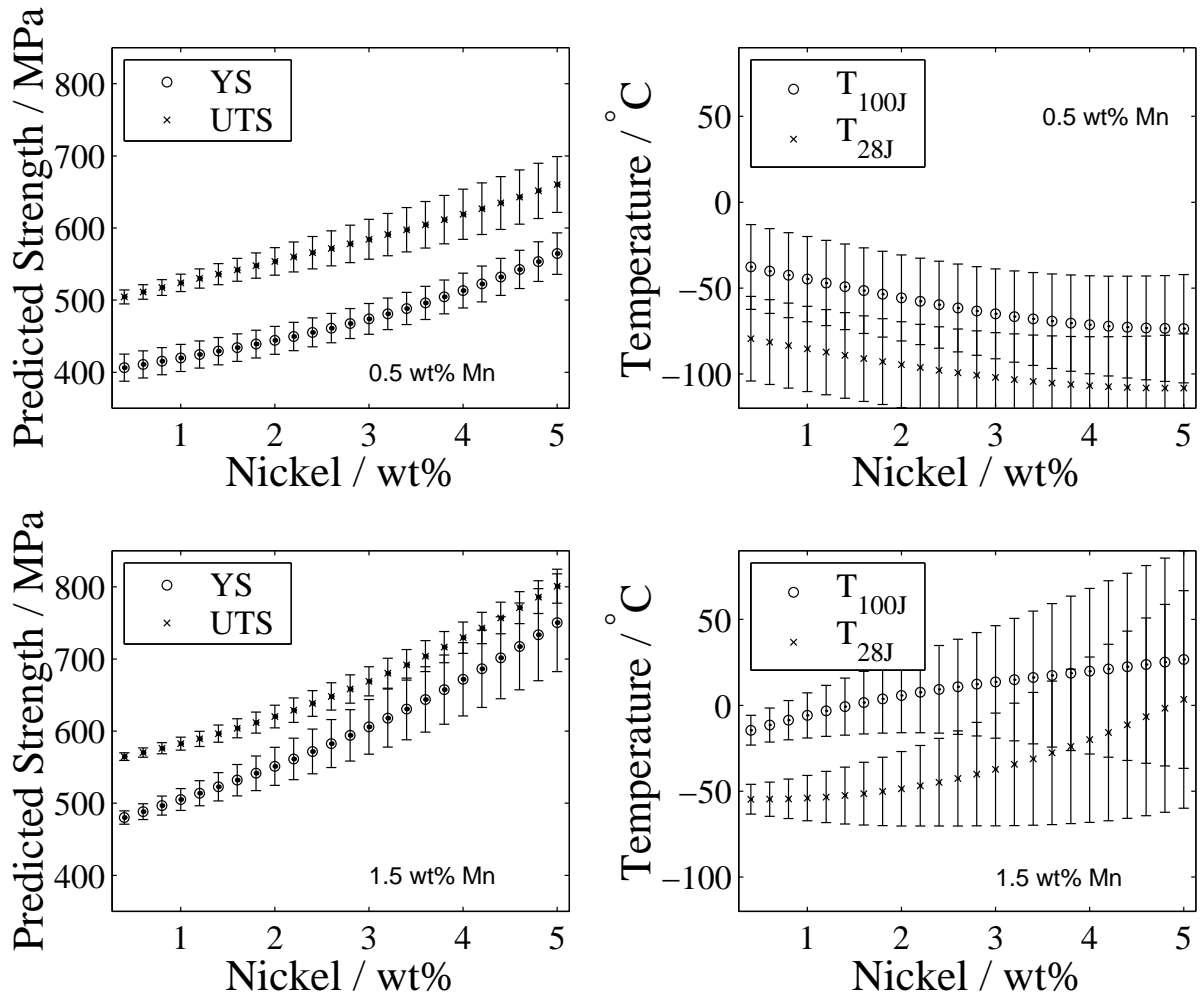 Predicted Strength / MPa
800
700
600
500
400
YS
UTS
0.5 wt% Mn
1 2 3 4 5
Nickel / wt%
Temperature / °C
50
0
−50
−100
T100J
T28J
0.5 wt% Mn
1 2 3 4 5
Nickel / wt%
Predicted Strength / MPa
800
700
600
500
400
YS
UTS
1.5 wt% Mn
1 2 3 4 5
Nickel / wt%
Temperature / °C
50
0
−50
−100
T100J
T28J
1.5 wt% Mn
1 2 3 4 5
Nickel / wt%